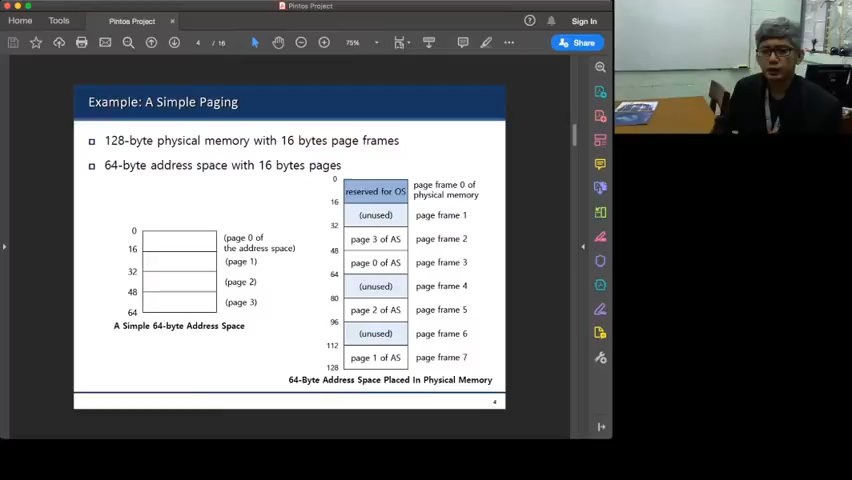 Pintos Project
Home
Tools
Pintos Project
×
Sign In
4 / 16
75%
Share
Example: A Simple Paging
128-byte physical memory with 16 bytes page frames
64-byte address space with 16 bytes pages
0
16
32
48
64
(page 0 of
the address space)
(page 1)
(page 2)
(page 3)
A Simple 64-byte Address Space
0
reserved for OS
page frame 0 of
physical memory
16
(unused)
page frame 1
32
page 3 of AS
page frame 2
48
page 0 of AS
page frame 3
64
(unused)
page frame 4
80
page 2 of AS
page frame 5
96
(unused)
page frame 6
112
page 1 of AS
page frame 7
128
64-Byte Address Space Placed In Physical Memory
4